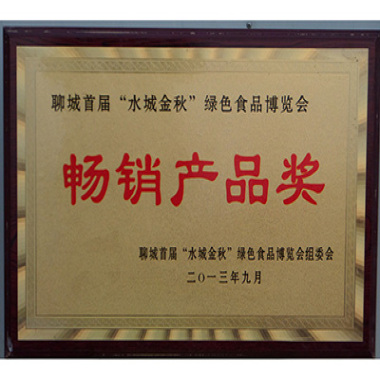 聊城首届“水城金秋”绿色食品博览会
畅销产品奖
聊城首届“水城金秋”绿色食品博览会组委会
二〇一三年九月